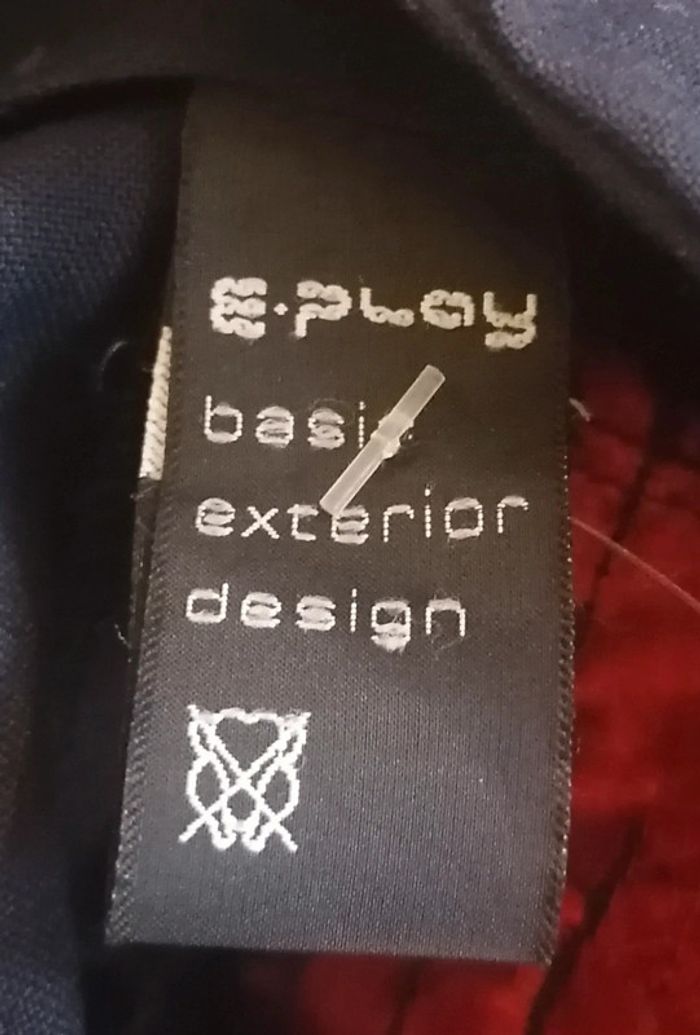 E·PLAY
basic
exterior
design